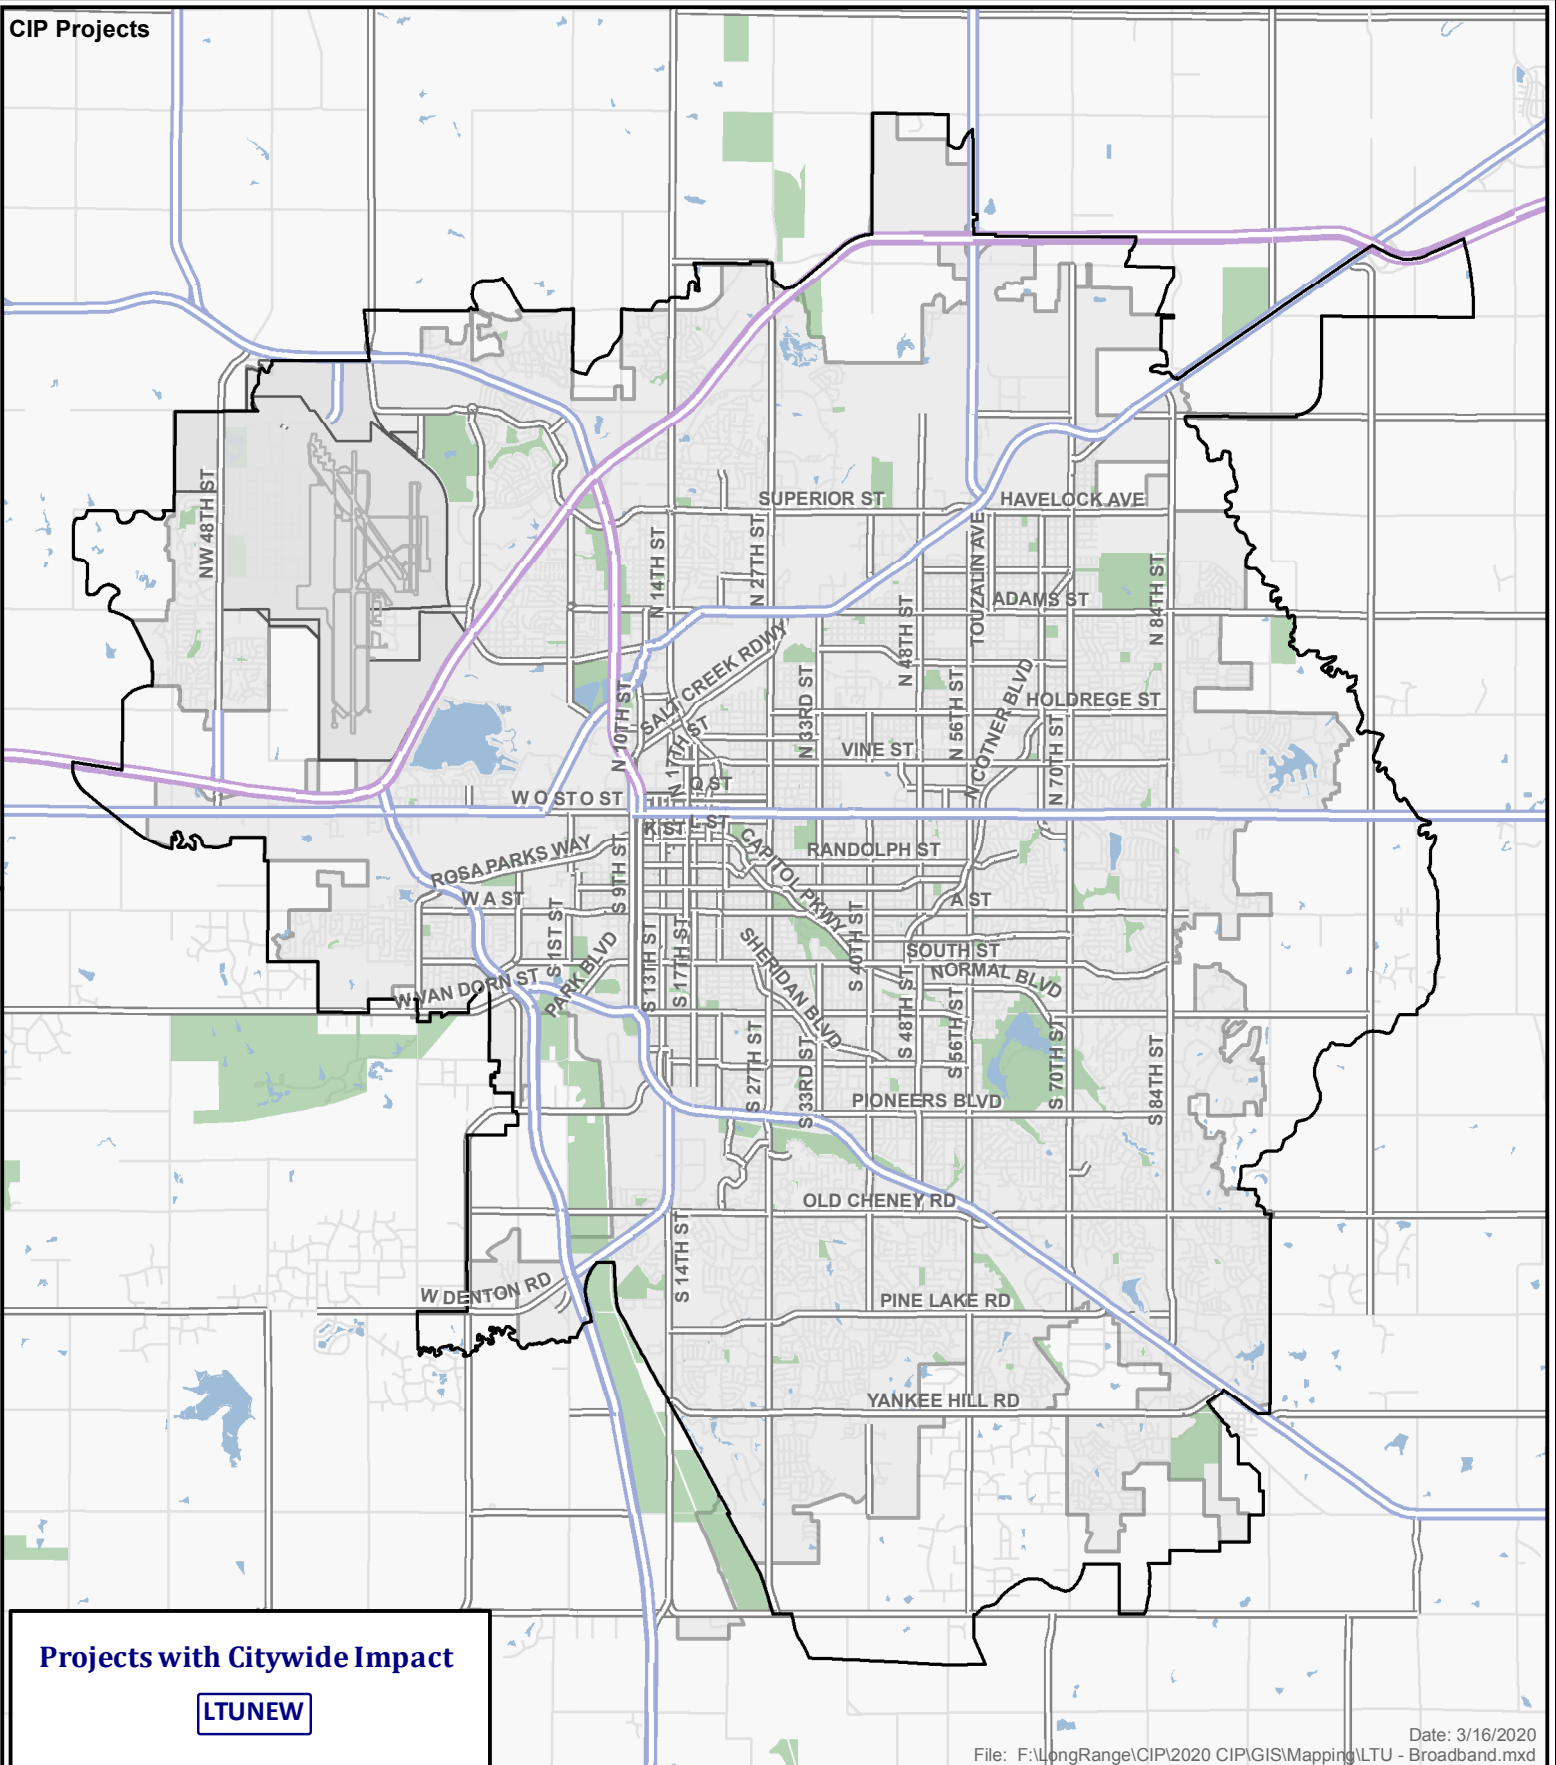 CIP Projects
SUPERIOR ST
HAVELOCK AVE
NW 48TH ST
N 14TH ST
N 27TH ST
TOUZALIN AVE
N 84TH ST
ADAMS ST
N 48TH ST
SALT CREEK RDWY
N 33RD ST
N 56TH ST
N COTNER BLVD
HOLDREGE ST
N 10TH ST
N 17TH ST
VINE ST
N 70TH ST
Q ST
W O ST
O ST
L ST
K ST
CAPITOL PKWY
RANDOLPH ST
ROSA PARKS WAY
S 9TH ST
W A ST
A ST
S 1ST ST
PARK BLVD
S 13TH ST
S 17TH ST
SHERIDAN BLVD
S 40TH ST
SOUTH ST
NORMAL BLVD
W VAN DORN ST
S 48TH ST
S 56TH ST
S 27TH ST
S 33RD ST
S 70TH ST
S 84TH ST
PIONEERS BLVD
OLD CHENEY RD
S 14TH ST
W DENTON RD
PINE LAKE RD
YANKEE HILL RD
Projects with Citywide Impact
LTUNEW
Date: 3/16/2020
File: F:\LongRange\CIP\2020 CIP\GIS\Mapping\LTU - Broadband.mxd